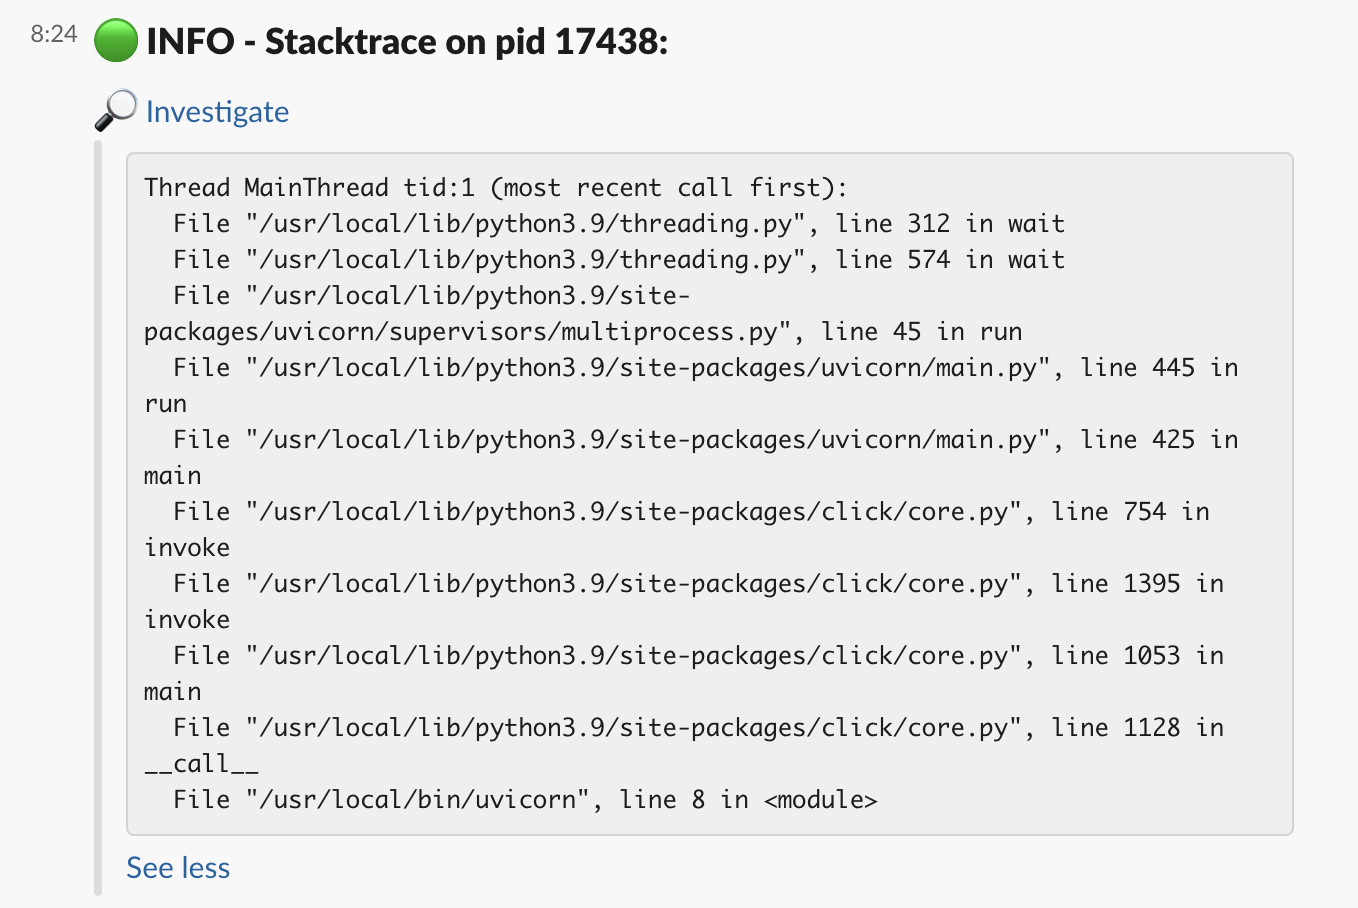 8:24 INFO - Stacktrace on pid 17438:
Investigate
Thread MainThread tid:1 (most recent call first):
  File "/usr/local/lib/python3.9/threading.py", line 312 in wait
  File "/usr/local/lib/python3.9/threading.py", line 574 in wait
  File "/usr/local/lib/python3.9/site-
packages/uvicorn/supervisors/multiprocess.py", line 45 in run
  File "/usr/local/lib/python3.9/site-packages/uvicorn/main.py", line 445 in
run
  File "/usr/local/lib/python3.9/site-packages/uvicorn/main.py", line 425 in
main
  File "/usr/local/lib/python3.9/site-packages/click/core.py", line 754 in
invoke
  File "/usr/local/lib/python3.9/site-packages/click/core.py", line 1395 in
invoke
  File "/usr/local/lib/python3.9/site-packages/click/core.py", line 1053 in
main
  File "/usr/local/lib/python3.9/site-packages/click/core.py", line 1128 in
__call__
  File "/usr/local/bin/uvicorn", line 8 in <module>
See less